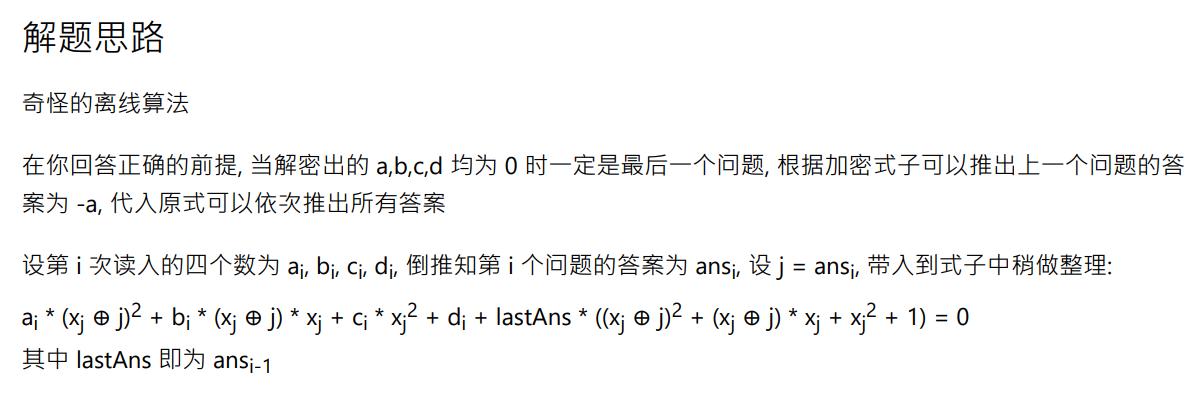 解题思路
奇怪的离线算法
在你回答正确的前提, 当解密出的 a,b,c,d 均为 0 时一定是最后一个问题, 根据加密式子可以推出上一个问题的答
案为 -a, 代入原式可以依次推出所有答案
设第 i 次读入的四个数为 aᵢ, bᵢ, cᵢ, dᵢ, 倒推知第 i 个问题的答案为 ansᵢ, 设 j = ansᵢ, 带入到式子中稍做整理:
aᵢ * (xⱼ ⊕ j)² + bᵢ * (xⱼ ⊕ j) * xⱼ + cᵢ * xⱼ² + dᵢ + lastAns * ((xⱼ ⊕ j)² + (xⱼ ⊕ j) * xⱼ + xⱼ² + 1) = 0
其中 lastAns 即为 ansᵢ₋₁